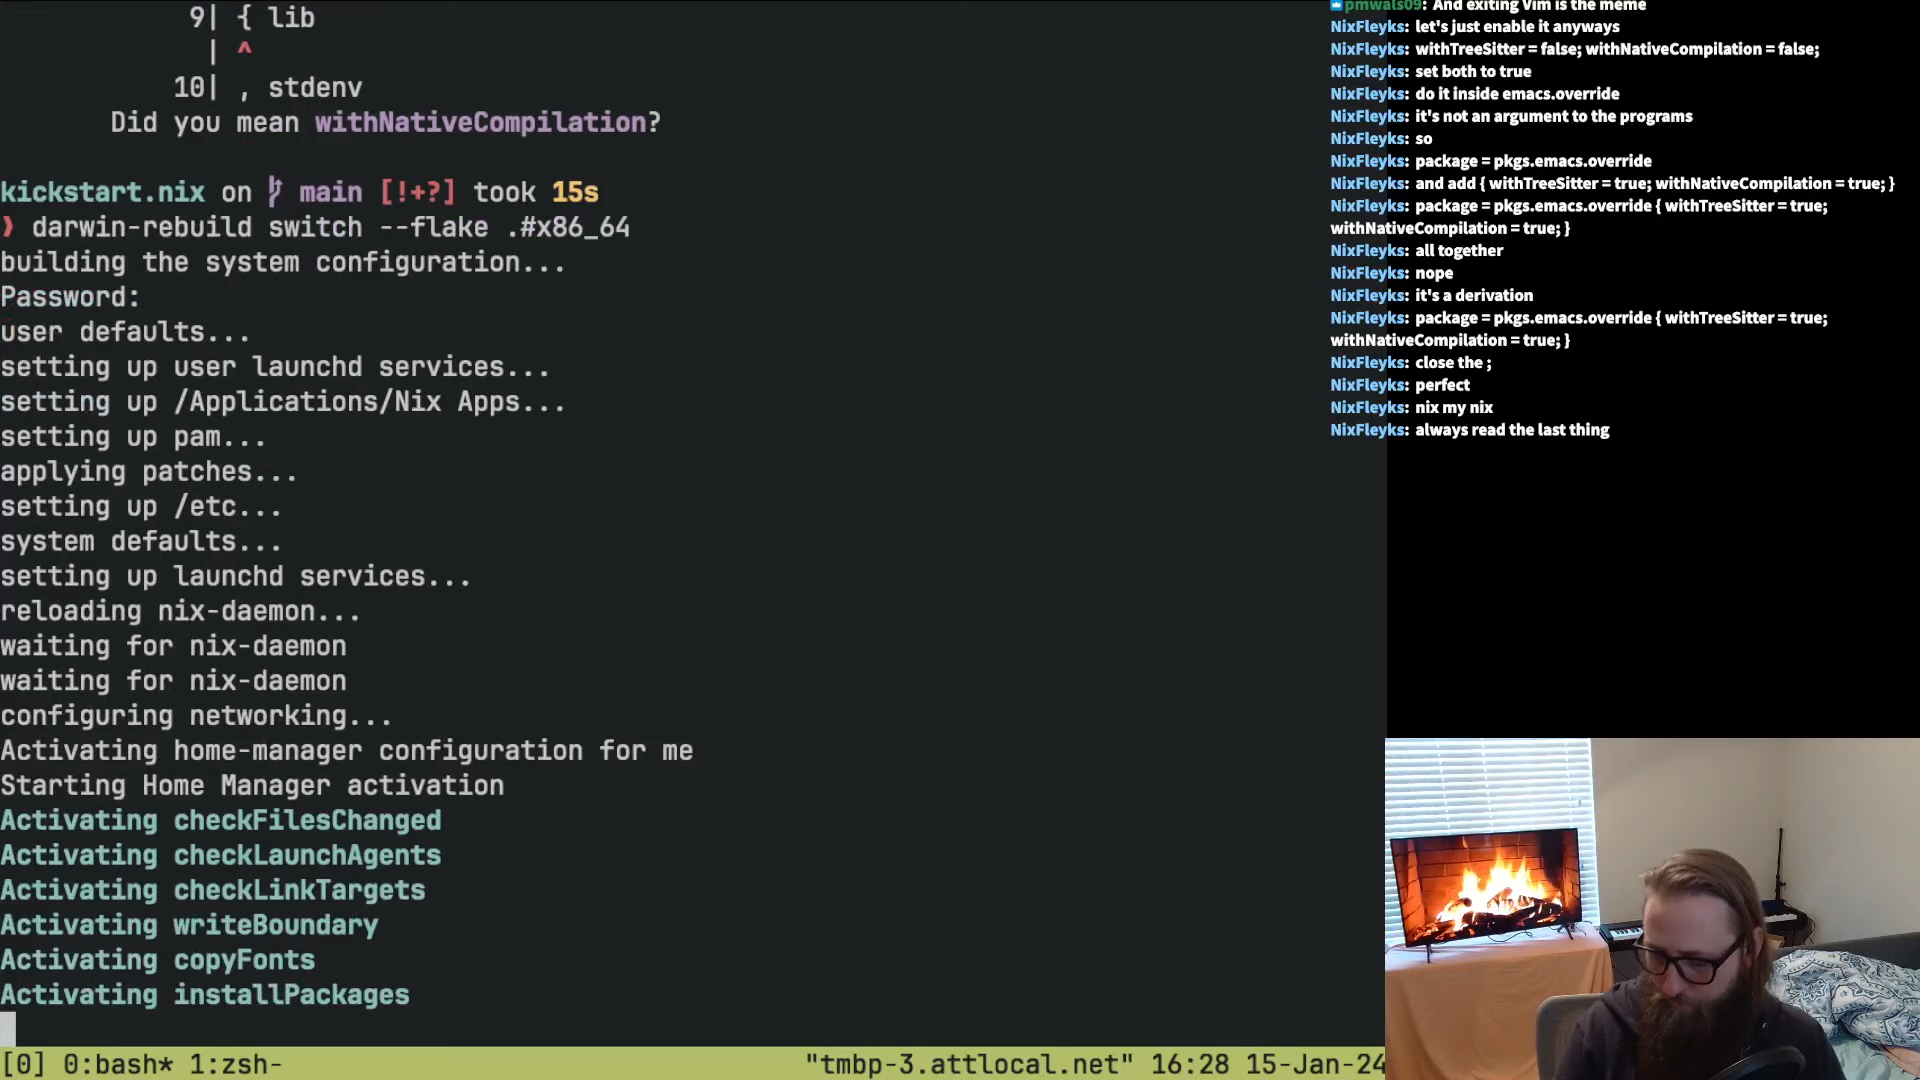 9| { lib
| ^
10| , stdenv
Did you mean withNativeCompilation?
kickstart.nix on main [!+?] took 15s
❱ darwin-rebuild switch --flake .#x86_64
building the system configuration...
Password:
user defaults...
setting up user launchd services...
setting up /Applications/Nix Apps...
setting up pam...
applying patches...
setting up /etc...
system defaults...
setting up launchd services...
reloading nix-daemon...
waiting for nix-daemon
waiting for nix-daemon
configuring networking...
Activating home-manager configuration for me
Starting Home Manager activation
Activating checkFilesChanged
Activating checkLaunchAgents
Activating checkLinkTargets
Activating writeBoundary
Activating copyFonts
Activating installPackages
[0] 0:bash* 1:zsh- "tmbp-3.attlocal.net" 16:28 15-Jan-24
pmwals09: And exiting Vim is the meme
NixFleyks: let's just enable it anyways
NixFleyks: withTreeSitter = false; withNativeCompilation = false;
NixFleyks: set both to true
NixFleyks: do it inside emacs.override
NixFleyks: it's not an argument to the programs
NixFleyks: so
NixFleyks: package = pkgs.emacs.override
NixFleyks: and add { withTreeSitter = true; withNativeCompilation = true; }
NixFleyks: package = pkgs.emacs.override { withTreeSitter = true;
withNativeCompilation = true; }
NixFleyks: all together
NixFleyks: nope
NixFleyks: it's a derivation
NixFleyks: package = pkgs.emacs.override { withTreeSitter = true;
withNativeCompilation = true; }
NixFleyks: close the ;
NixFleyks: perfect
NixFleyks: nix my nix
NixFleyks: always read the last thing